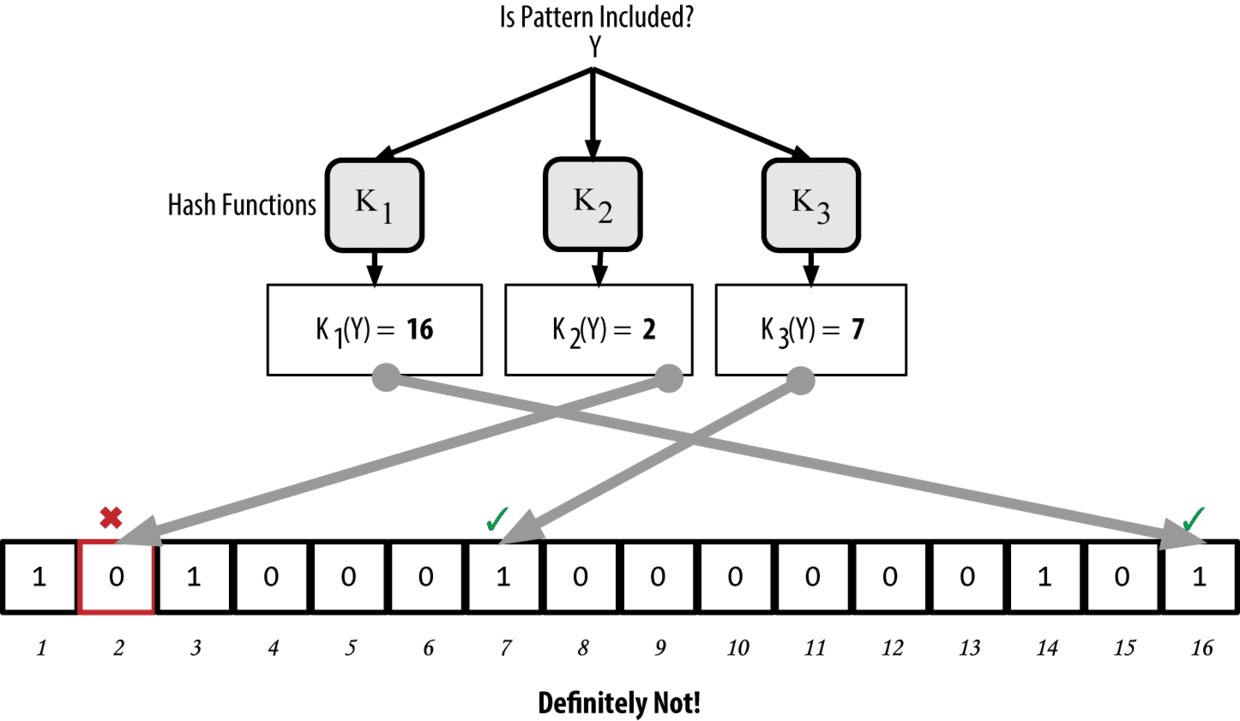 Is Pattern Included?
Y
Hash Functions K1 K2 K3
K1(Y) = 16 K2(Y) = 2 K3(Y) = 7
✖ ✓ ✓
1 0 1 0 0 0 1 0 0 0 0 0 0 1 0 1
1 2 3 4 5 6 7 8 9 10 11 12 13 14 15 16
Definitely Not!